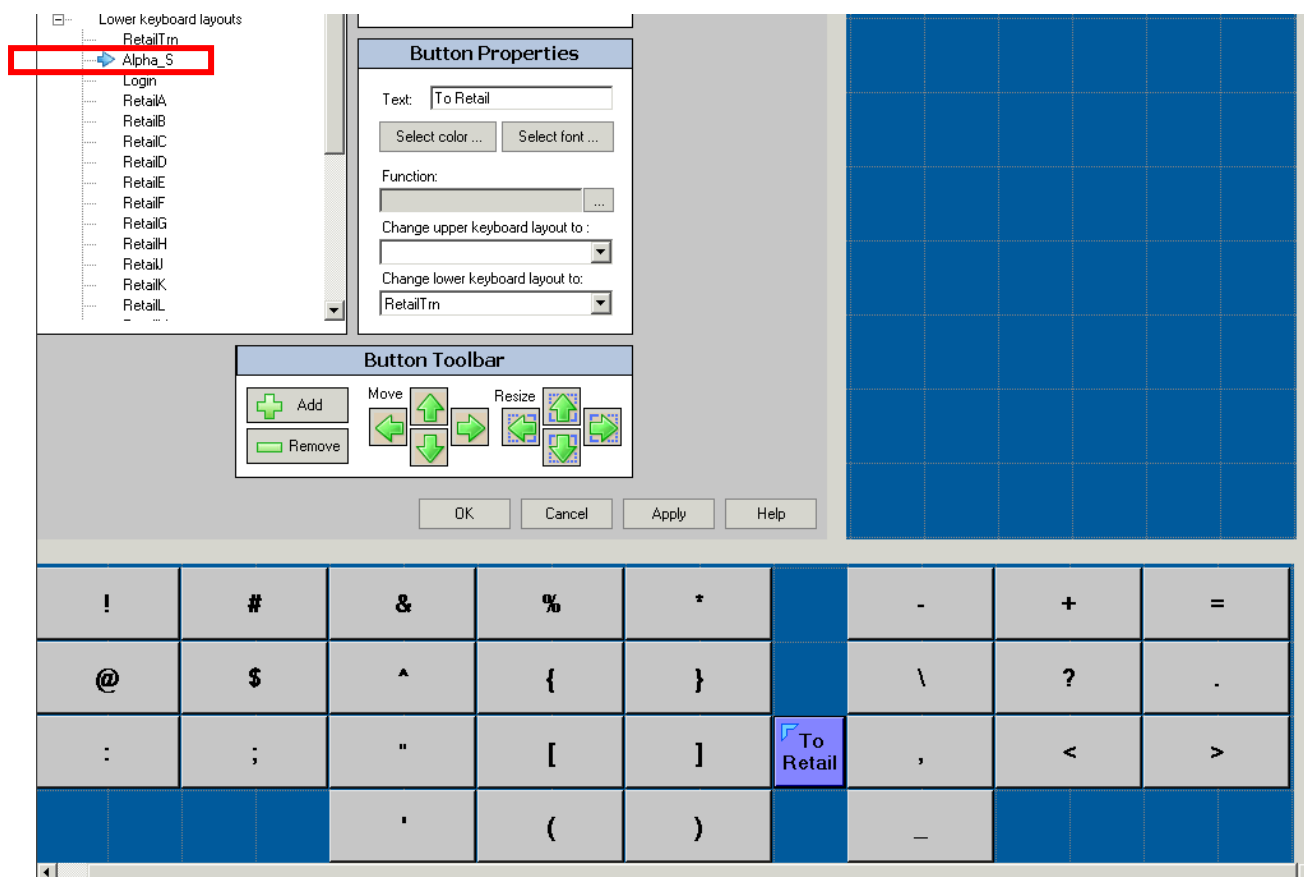 Lower keyboard layouts
RetailTrn
Alpha_S
Login
RetailA
RetailB
RetailC
RetailD
RetailE
RetailF
RetailG
RetailH
RetailJ
RetailK
RetailL
Button Properties
Text: To Retail
Select color ... Select font ...
Function:
...
Change upper keyboard layout to :
Change lower keyboard layout to:
RetailTrn
Button Toolbar
Add
Remove
Move
Resize
OK Cancel Apply Help
! # & % * - + =
@ $ ^ { } \ ? .
: ; " [ ] To Retail , < >
' ( ) _